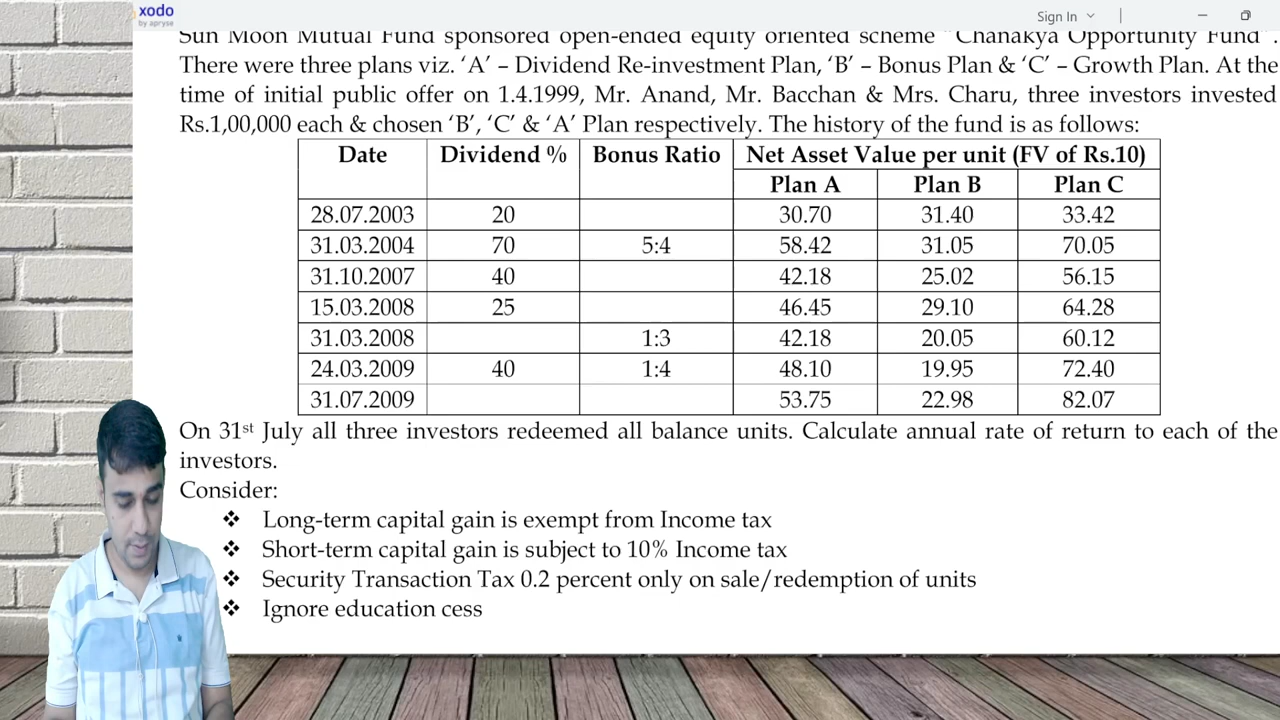 xodo
by apryse
Sign In
Sun Moon Mutual Fund sponsored open-ended equity oriented scheme "Chanakya Opportunity Fund".
There were three plans viz. ‘A’ – Dividend Re-investment Plan, ‘B’ – Bonus Plan & ‘C’ – Growth Plan. At the
time of initial public offer on 1.4.1999, Mr. Anand, Mr. Bacchan & Mrs. Charu, three investors invested
Rs.1,00,000 each & chosen ‘B’, ‘C’ & ‘A’ Plan respectively. The history of the fund is as follows:
Date Dividend % Bonus Ratio Net Asset Value per unit (FV of Rs.10)
Plan A Plan B Plan C
28.07.2003 20 30.70 31.40 33.42
31.03.2004 70 5:4 58.42 31.05 70.05
31.10.2007 40 42.18 25.02 56.15
15.03.2008 25 46.45 29.10 64.28
31.03.2008 1:3 42.18 20.05 60.12
24.03.2009 40 1:4 48.10 19.95 72.40
31.07.2009 53.75 22.98 82.07
On 31st July all three investors redeemed all balance units. Calculate annual rate of return to each of the
investors.
Consider:
❖ Long-term capital gain is exempt from Income tax
❖ Short-term capital gain is subject to 10% Income tax
❖ Security Transaction Tax 0.2 percent only on sale/redemption of units
❖ Ignore education cess